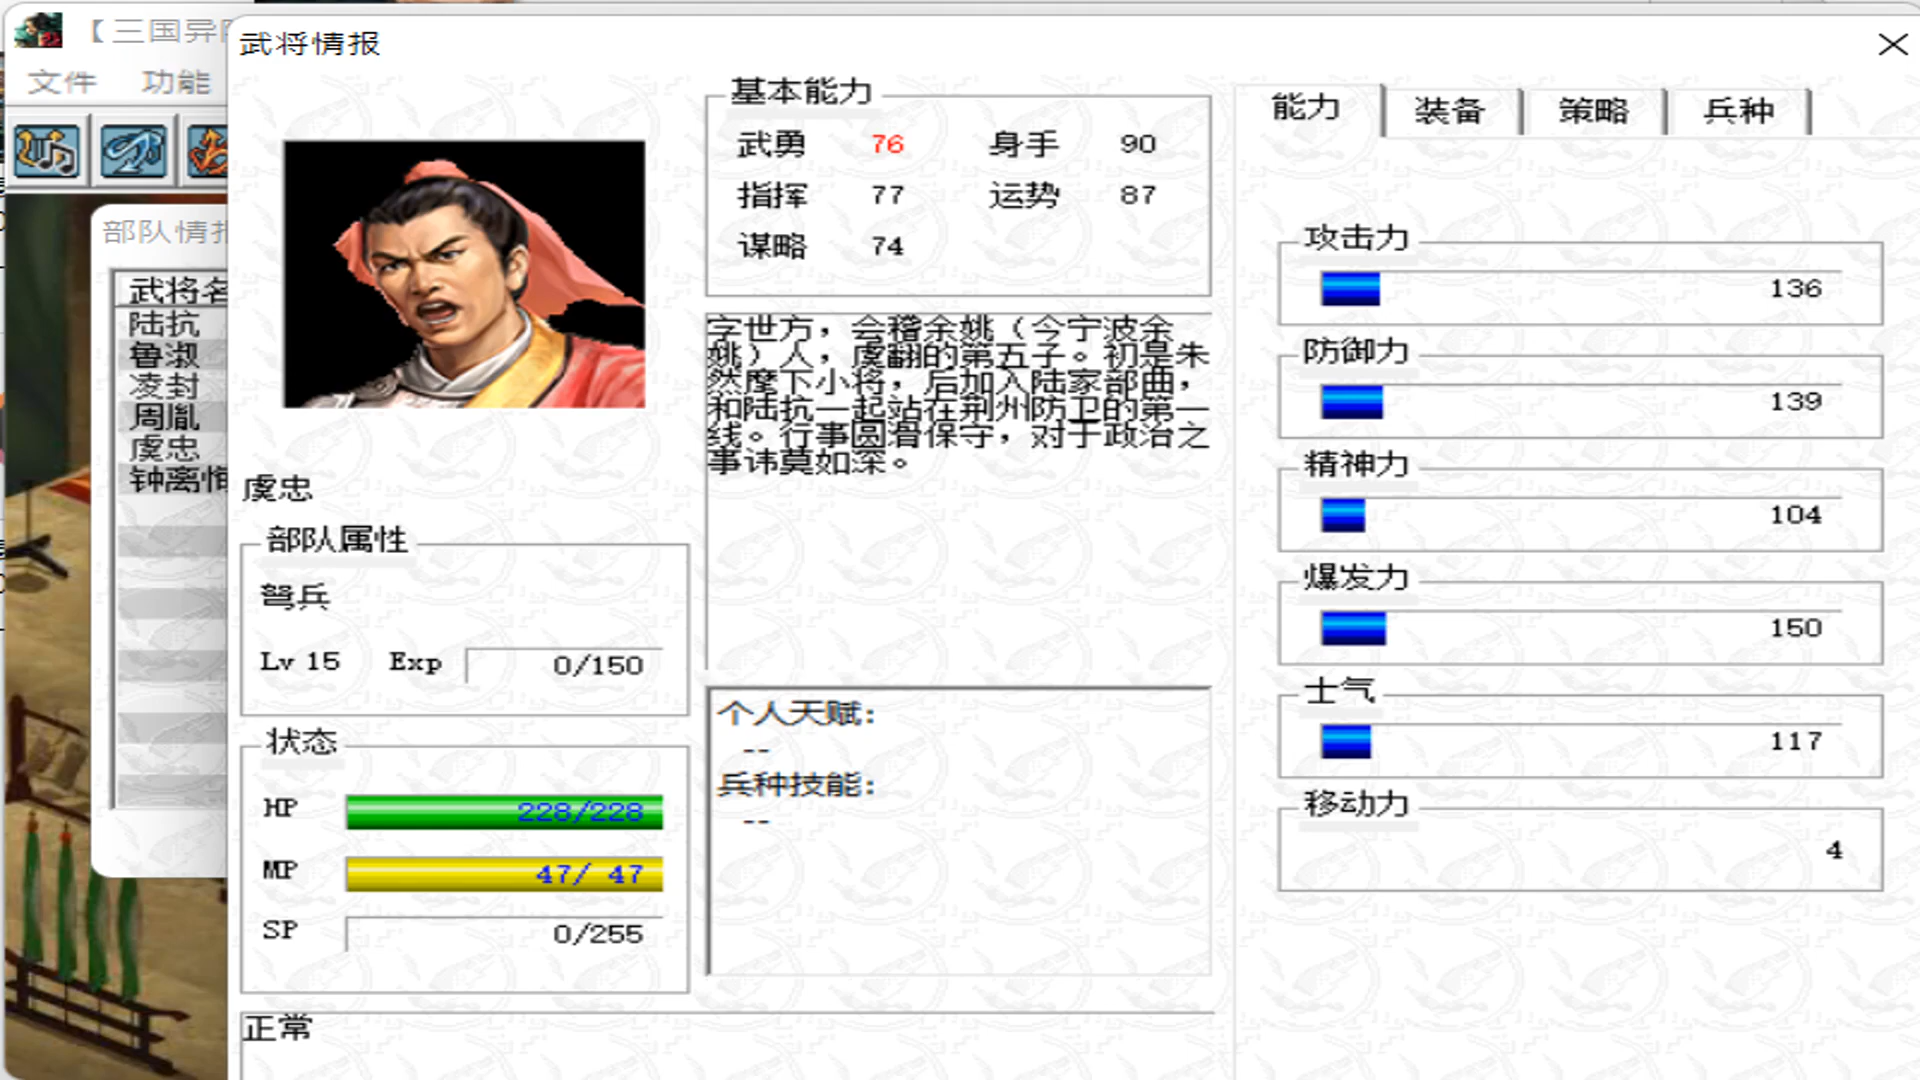 【三国异
武将情报
文件 功能
部队情报
武将名
陆抗
鲁淑
凌封
周胤
虞忠
钟离恂
虞忠
部队属性
弩兵
Lv 15 Exp 0/150
状态
HP 228/228
MP 47/ 47
SP 0/255
正常
基本能力
武勇 76 身手 90
指挥 77 运势 87
谋略 74
字世方，会稽余姚（今宁波余
姚）人，虞翻的第五子。初是朱
然麾下小将，后加入陆家部曲，
和陆抗一起站在荆州防卫的第一
线。行事圆滑保守，对于政治之
事讳莫如深。
个人天赋：
--
兵种技能：
--
能力 装备 策略 兵种
攻击力
136
防御力
139
精神力
104
爆发力
150
士气
117
移动力
4